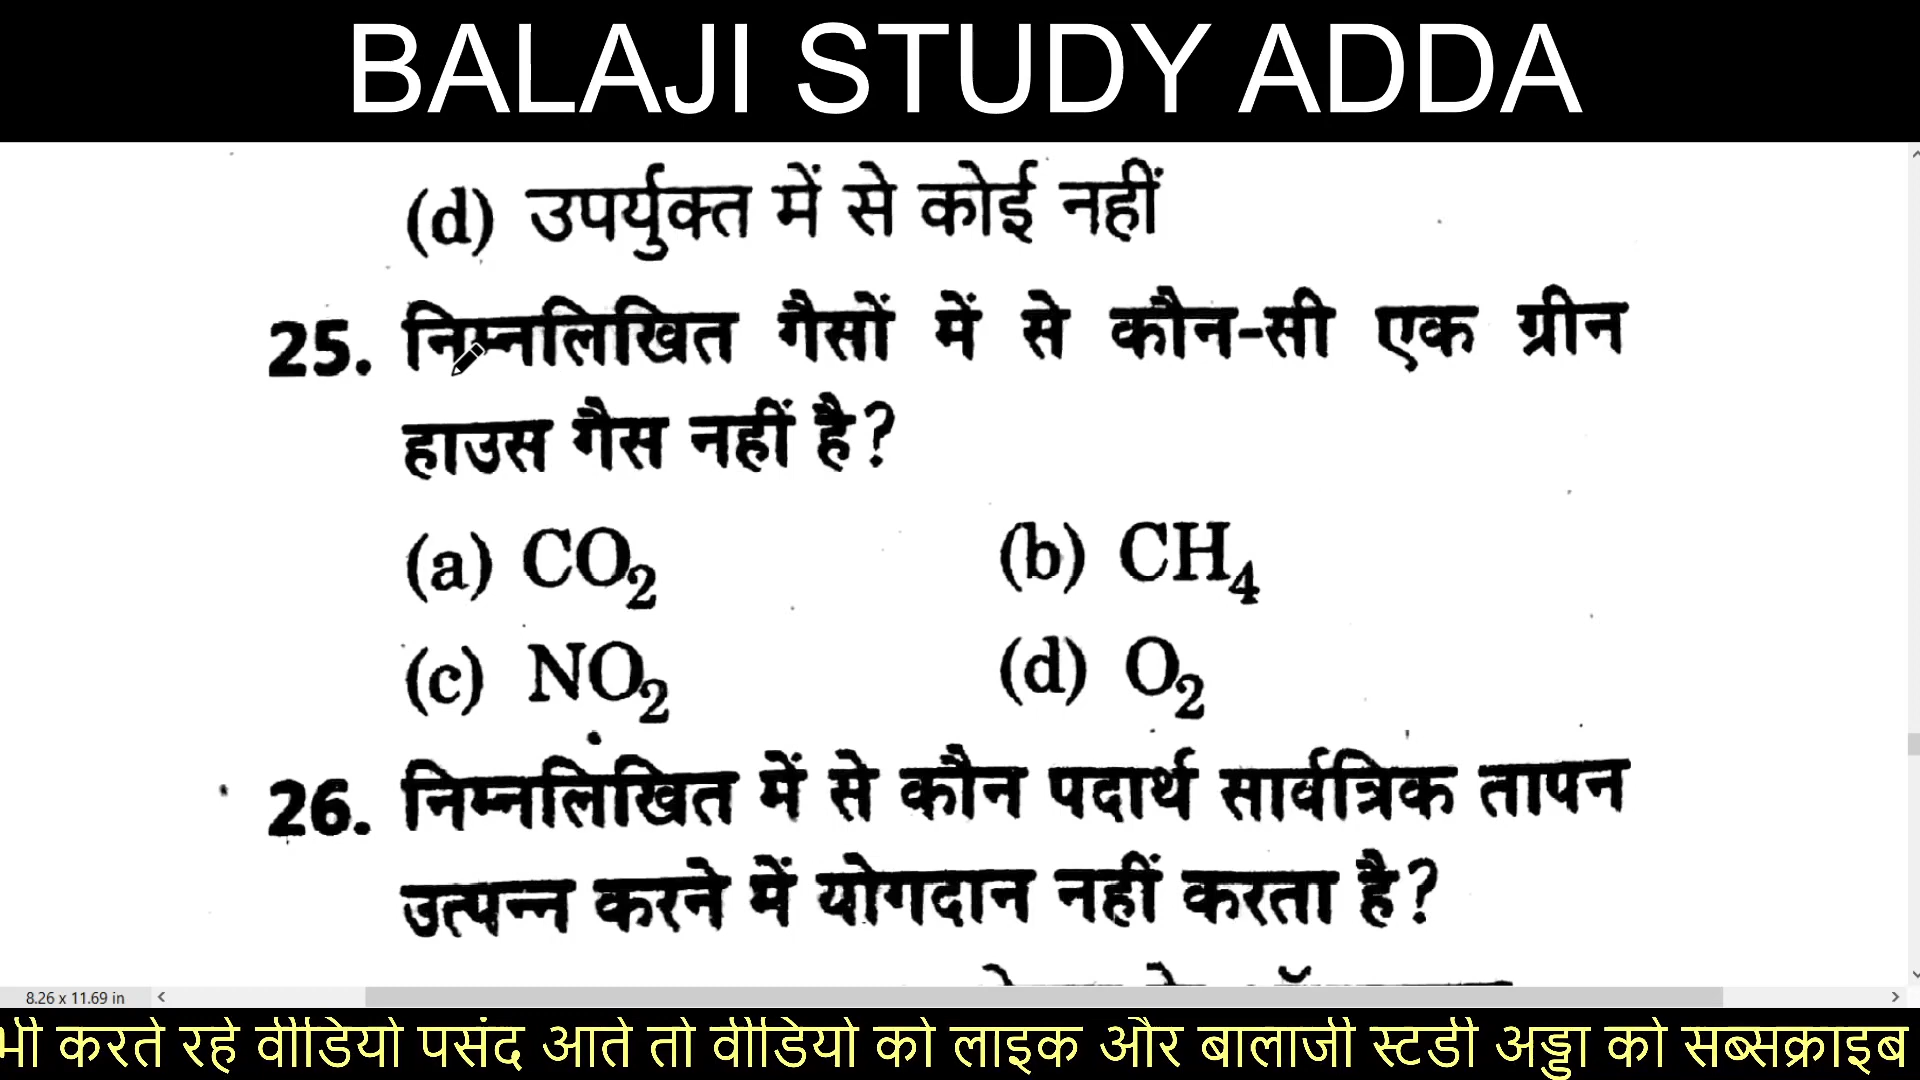 BALAJI STUDY ADDA
(d) उपर्युक्त में से कोई नहीं
25. निम्नलिखित गैसों में से कौन-सी एक ग्रीन
हाउस गैस नहीं है?
(a) CO₂ (b) CH₄
(c) NO₂ (d) O₂
26. निम्नलिखित में से कौन पदार्थ सार्वत्रिक तापन
उत्पन्न करने में योगदान नहीं करता है?
8.26 x 11.69 in
भी करते रहे वीडियो पसंद आते तो वीडियो को लाइक और बालाजी स्टडी अड्डा को सब्सक्राइब